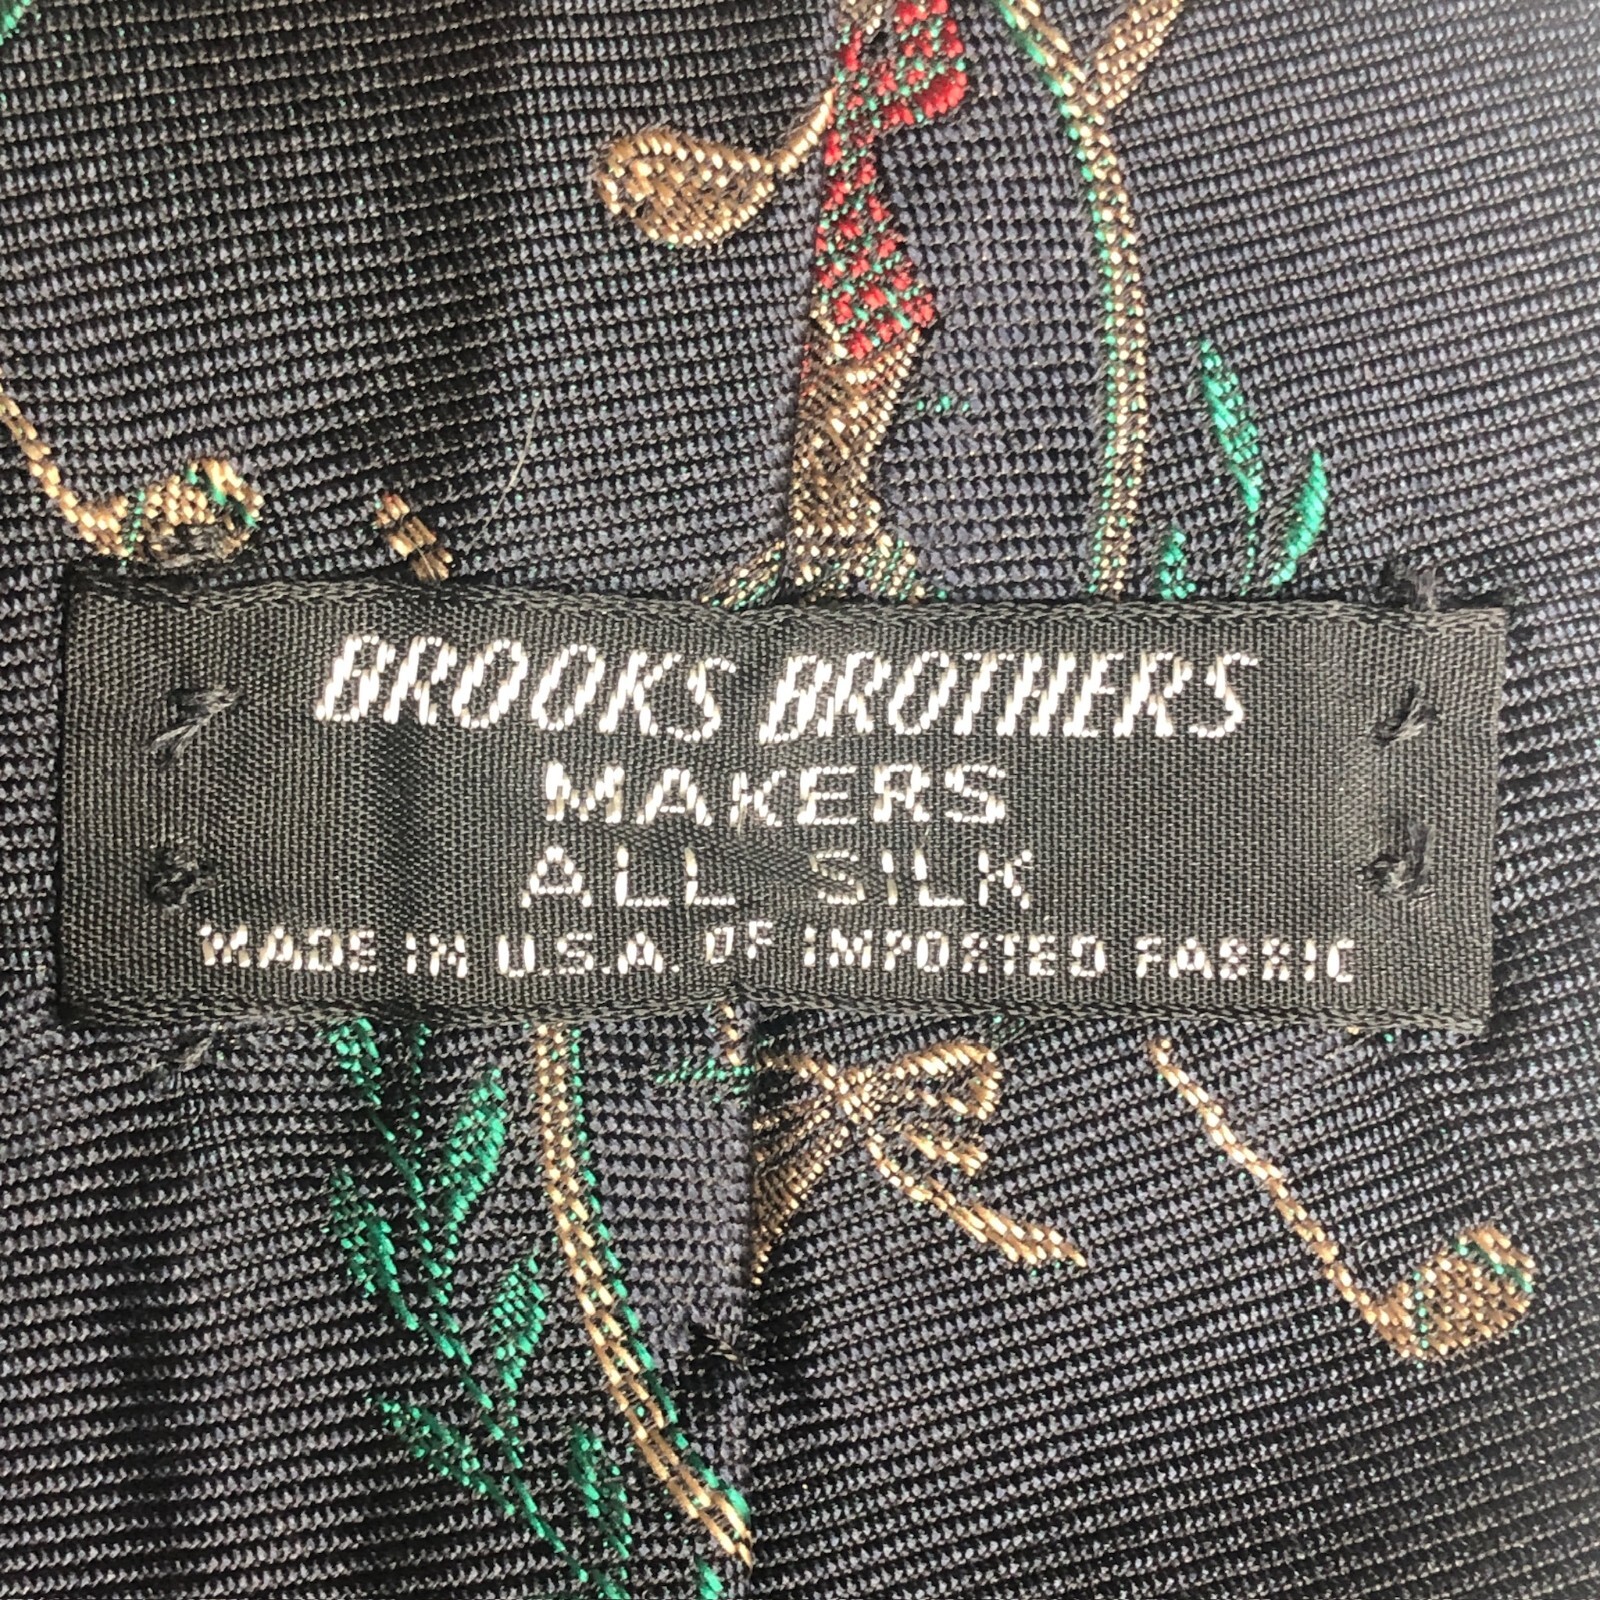 BROOKS BROTHERS
MAKERS
ALL SILK
MADE IN U.S.A. OF IMPORTED FABRIC